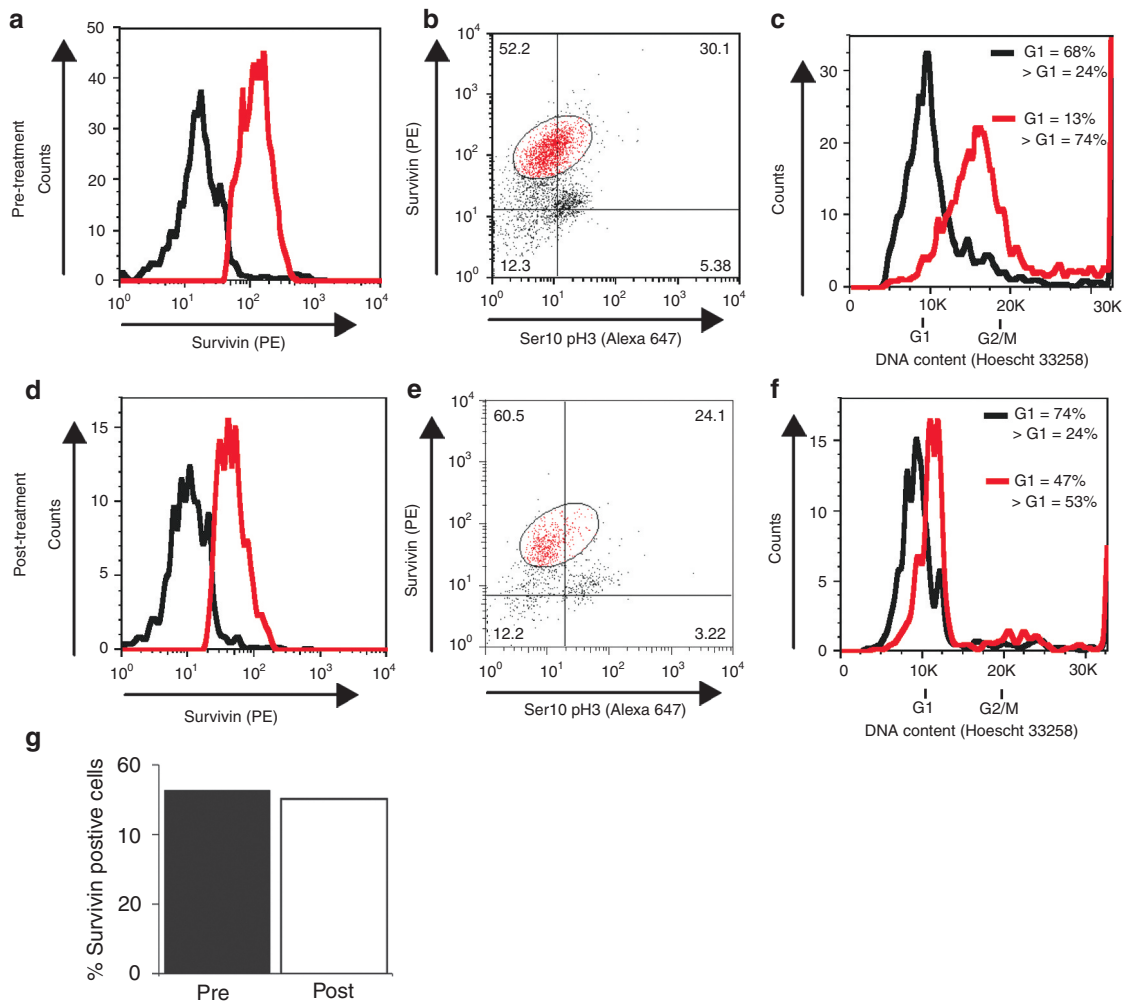 a
Pre-treatment
Counts
50
40
30
20
10
0
10^0
10^1
10^2
10^3
10^4
Survivin (PE)
b
Survivin (PE)
10^4
10^3
10^2
10^1
10^0
52.2
30.1
12.3
5.38
10^0
10^1
10^2
10^3
10^4
Ser10 pH3 (Alexa 647)
c
Counts
30
20
10
0
G1 = 68%
> G1 = 24%
G1 = 13%
> G1 = 74%
0
10K
20K
30K
G1
G2/M
DNA content (Hoescht 33258)
d
Post-treatment
Counts
15
10
5
0
10^0
10^1
10^2
10^3
10^4
Survivin (PE)
e
Survivin (PE)
10^4
10^3
10^2
10^1
10^0
60.5
24.1
12.2
3.22
10^0
10^1
10^2
10^3
10^4
Ser10 pH3 (Alexa 647)
f
Counts
15
10
5
0
G1 = 74%
> G1 = 24%
G1 = 47%
> G1 = 53%
0
10K
20K
30K
G1
G2/M
DNA content (Hoescht 33258)
g
% Survivin postive cells
60
10
20
0
Pre
Post